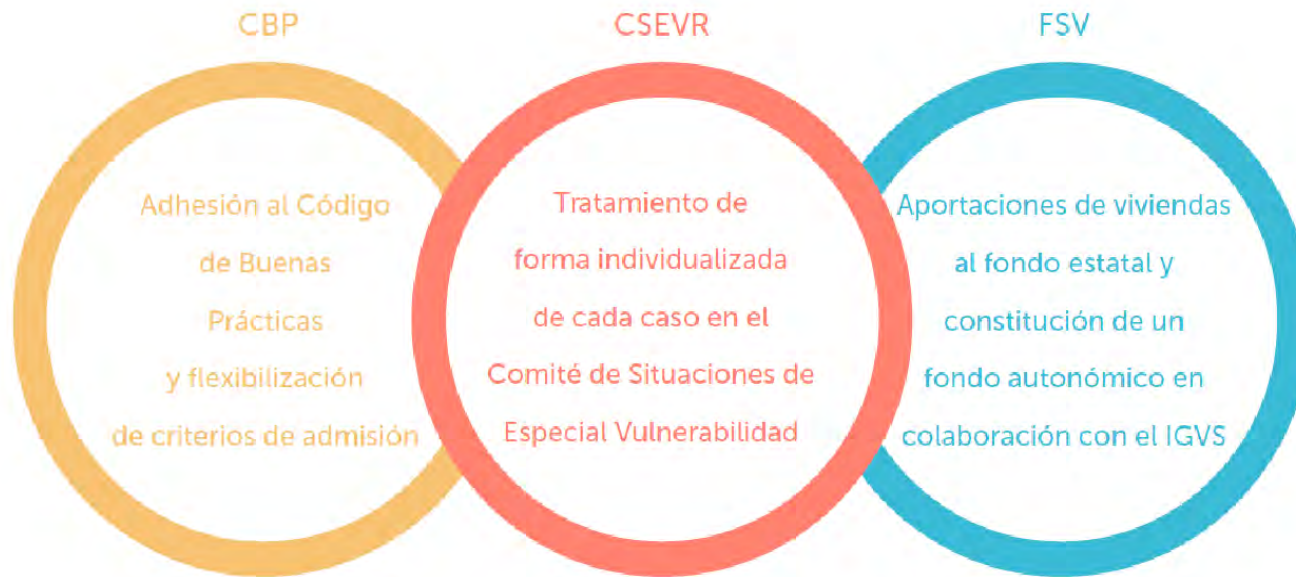 CBP
Adhesión al Código
de Buenas
Prácticas
y flexibilización
de criterios de admisión
CSEVR
Tratamiento de
forma individualizada
de cada caso en el
Comité de Situaciones de
Especial Vulnerabilidad
FSV
Aportaciones de viviendas
al fondo estatal y
constitución de un
fondo autonómico en
colaboración con el IGVS